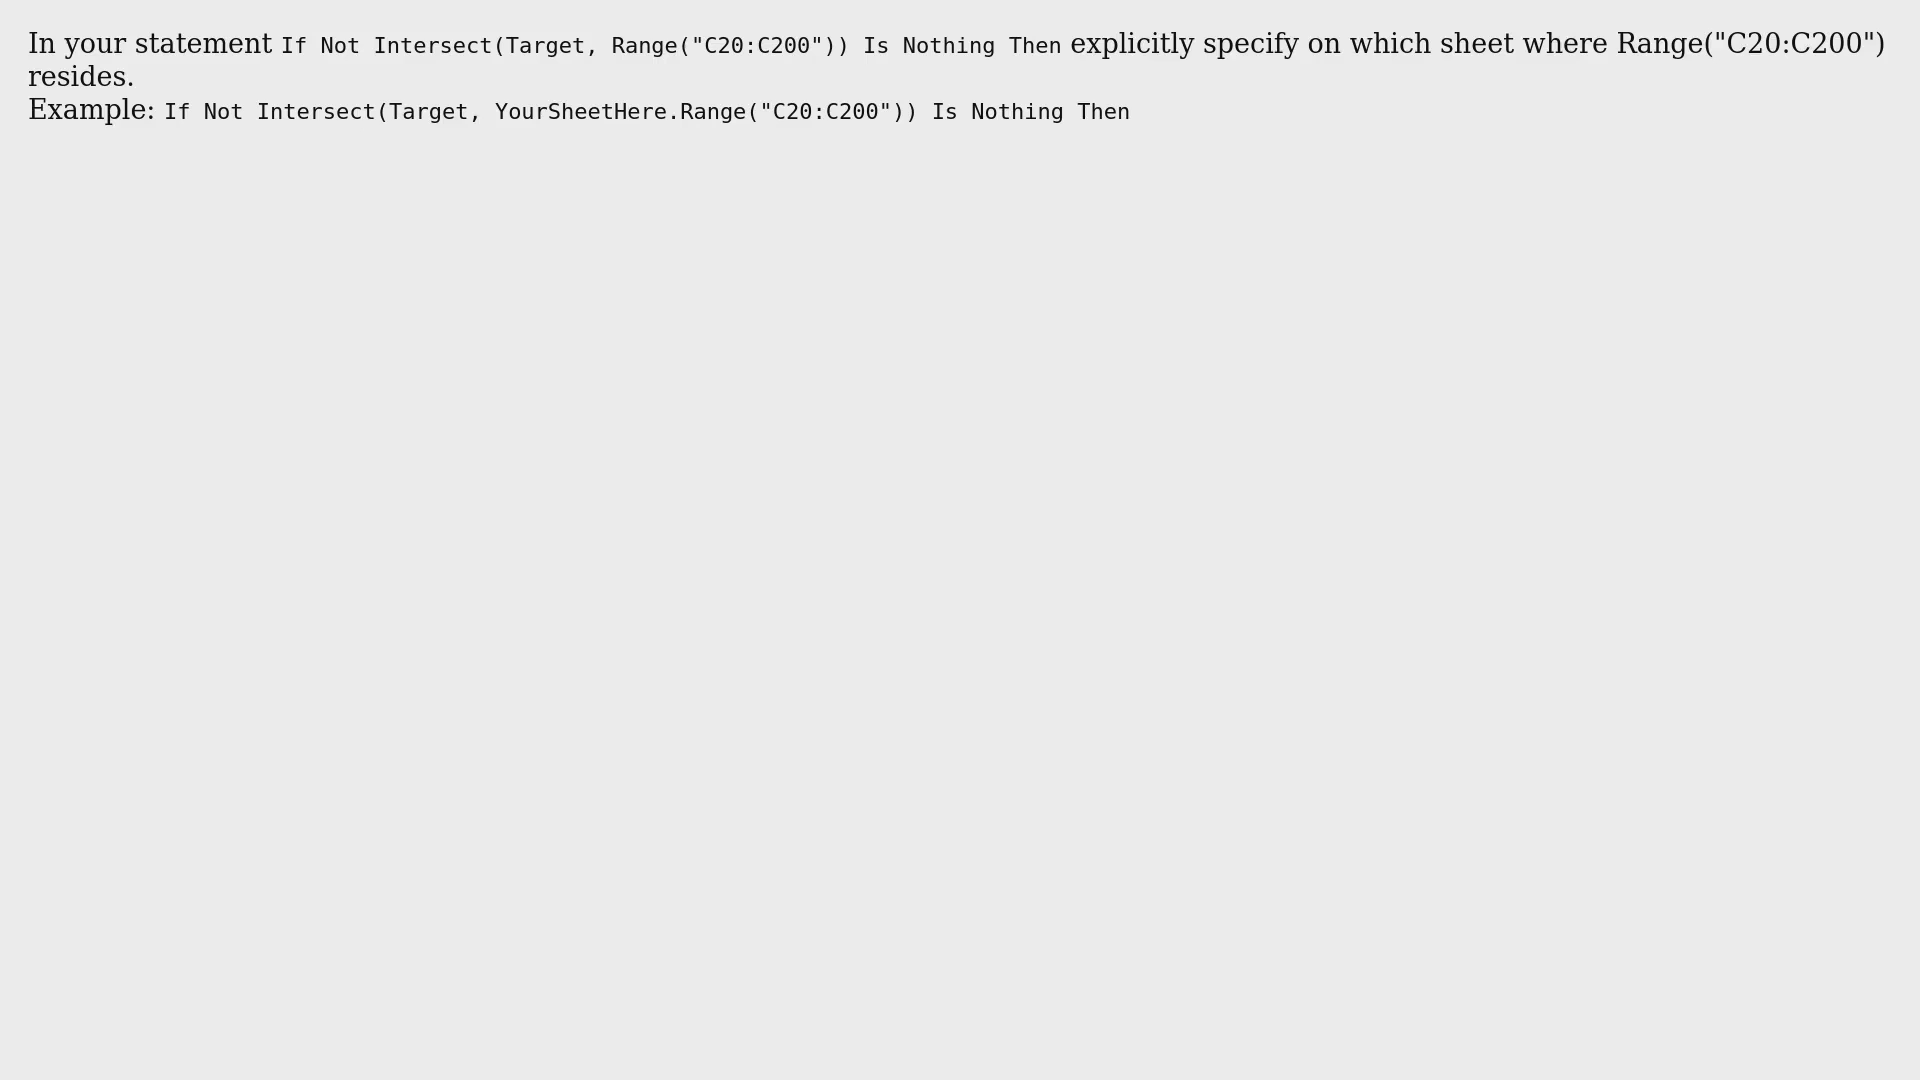 In your statement If Not Intersect(Target, Range("C20:C200")) Is Nothing Then explicitly specify on which sheet where Range("C20:C200")
resides.
Example: If Not Intersect(Target, YourSheetHere.Range("C20:C200")) Is Nothing Then